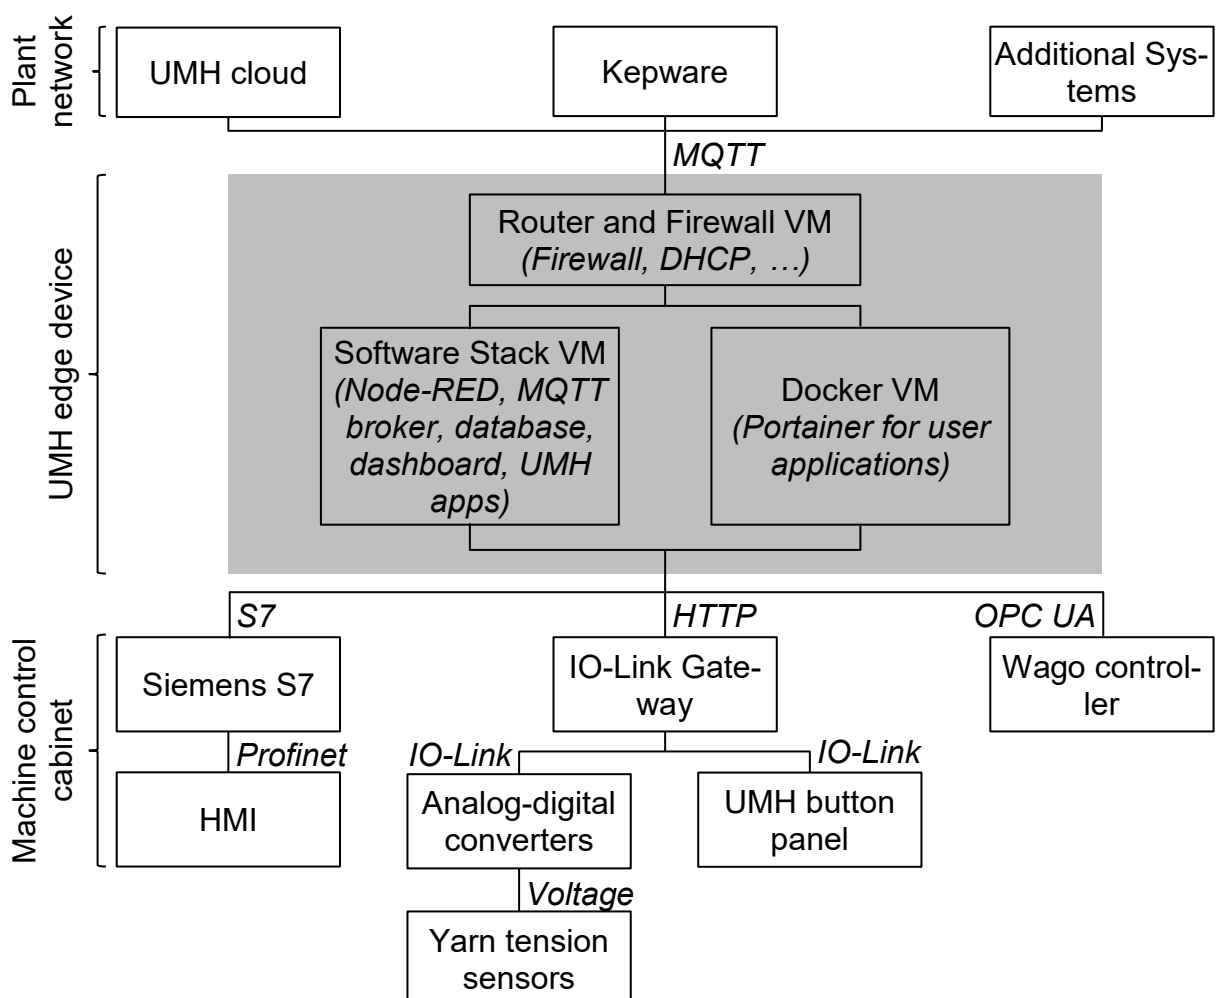 Plant
network
UMH cloud
Kepware
Additional Sys-
tems
MQTT
UMH edge device
Router and Firewall VM
(Firewall, DHCP, …)
Software Stack VM
(Node-RED, MQTT
broker, database,
dashboard, UMH
apps)
Docker VM
(Portainer for user
applications)
S7
HTTP
OPC UA
Machine control
cabinet
Siemens S7
IO-Link Gate-
way
Wago control-
ler
Profinet
IO-Link
IO-Link
HMI
Analog-digital
converters
UMH button
panel
Voltage
Yarn tension
sensors